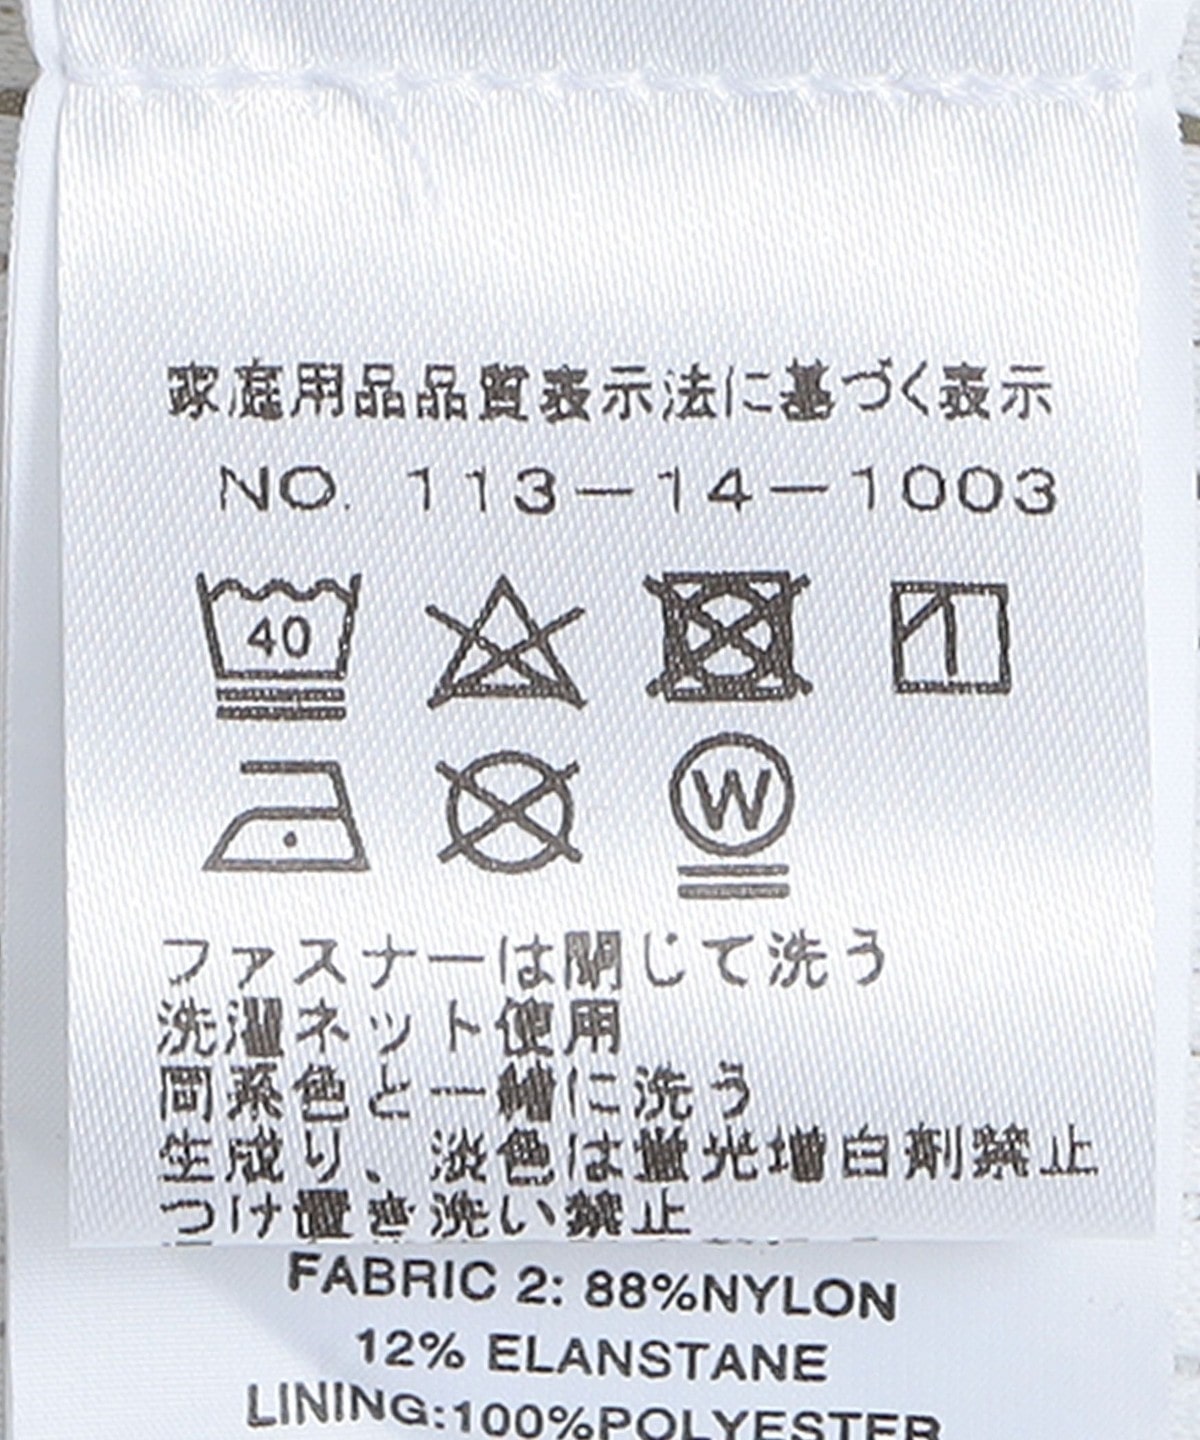 家庭用品品質表示法に基づく表示
NO. 113-14-1003
40
W
ファスナーは閉じて洗う
洗濯ネット使用
同系色と一緒に洗う
生成り、淡色は蛍光増白剤禁止
つけ置き洗い禁止
FABRIC 2: 88%NYLON
12% ELANSTANE
LINING:100%POLYESTER